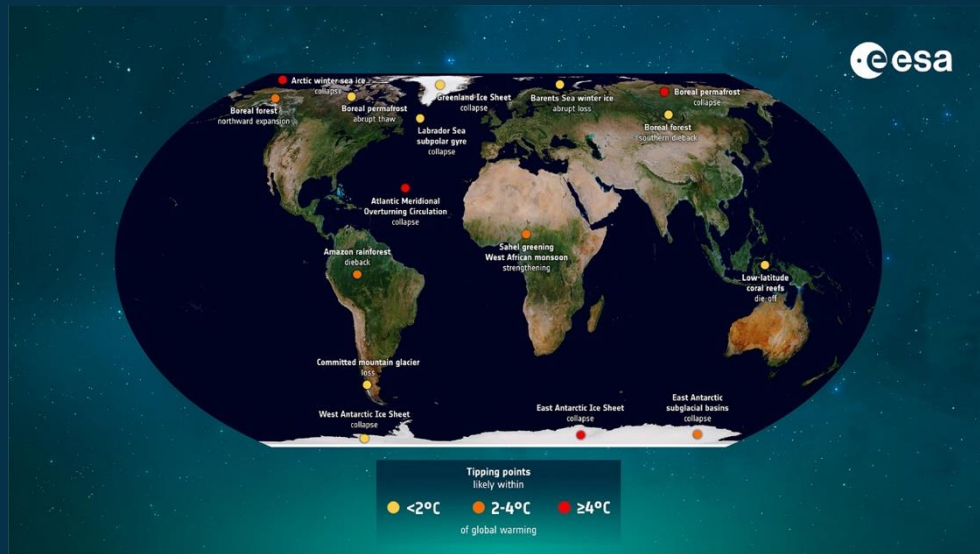 esa
Arctic winter sea ice
collapse
Boreal forest
northward expansion
Boreal permafrost
abrupt thaw
Greenland Ice Sheet
collapse
Labrador Sea
subpolar gyre
collapse
Barents Sea winter ice
abrupt loss
Boreal permafrost
collapse
Boreal forest
southern dieback
Atlantic Meridional
Overturning Circulation
collapse
Amazon rainforest
dieback
Sahel greening
West African monsoon
strengthening
Low-latitude
coral reefs
die-off
Committed mountain glacier
loss
West Antarctic Ice Sheet
collapse
East Antarctic Ice Sheet
collapse
East Antarctic
subglacial basins
collapse
Tipping points
likely within
<2°C 2-4°C ≥4°C
of global warming